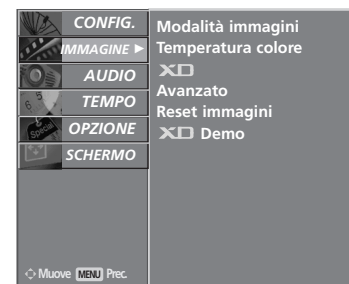 CONFIG.
IMMAGINE ►
AUDIO
TEMPO
OPZIONE
SCHERMO
Modalità immagini
Temperatura colore
XD
Avanzato
Reset immagini
XD Demo
Special
Muove MENU Prec.